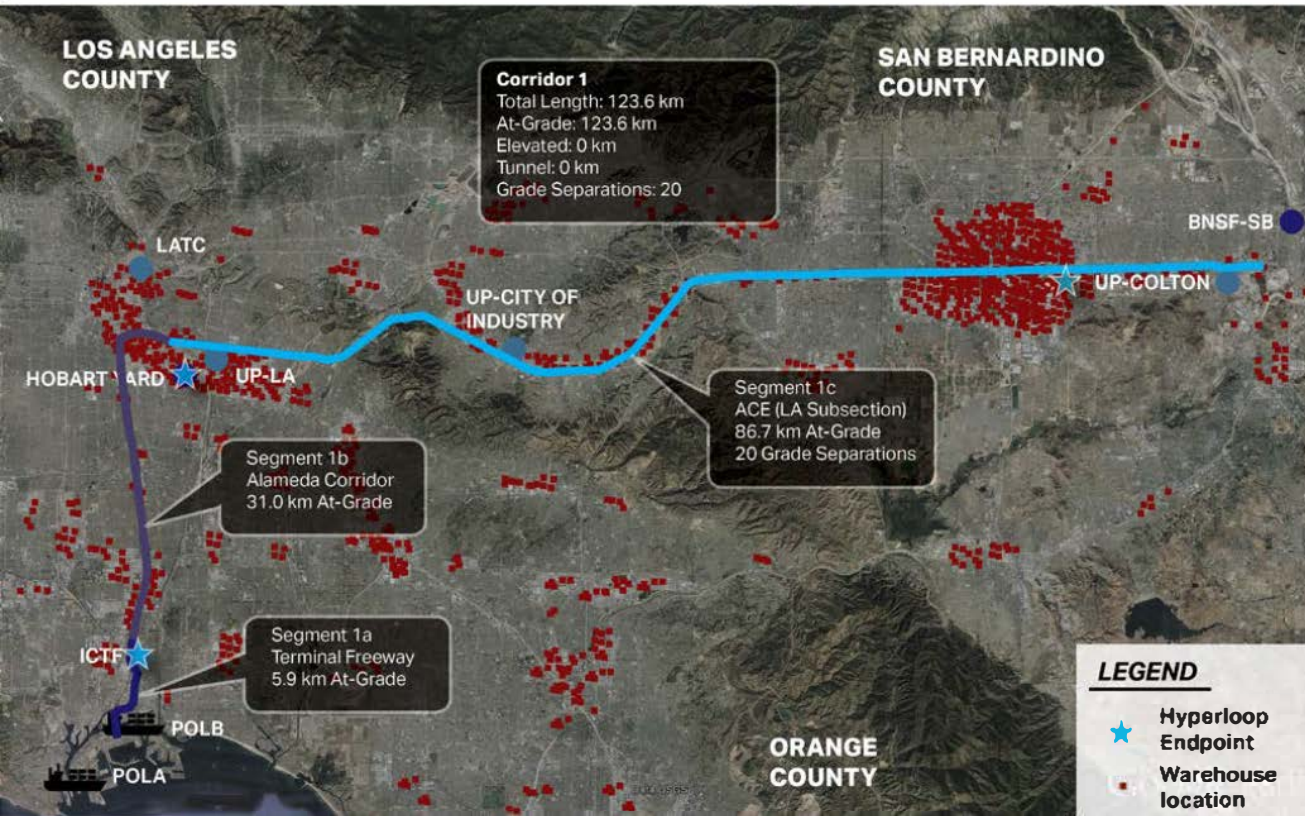 LOS ANGELES
COUNTY
SAN BERNARDINO
COUNTY
Corridor 1
Total Length: 123.6 km
At-Grade: 123.6 km
Elevated: 0 km
Tunnel: 0 km
Grade Separations: 20
BNSF-SB
LATC
UP-COLTON
UP-CITY OF
INDUSTRY
HOBART YARD
UP-LA
Segment 1c
ACE (LA Subsection)
86.7 km At-Grade
20 Grade Separations
Segment 1b
Alameda Corridor
31.0 km At-Grade
Segment 1a
Terminal Freeway
5.9 km At-Grade
ICTF
POLB
POLA
ORANGE
COUNTY
LEGEND
Hyperloop
Endpoint
Warehouse
location